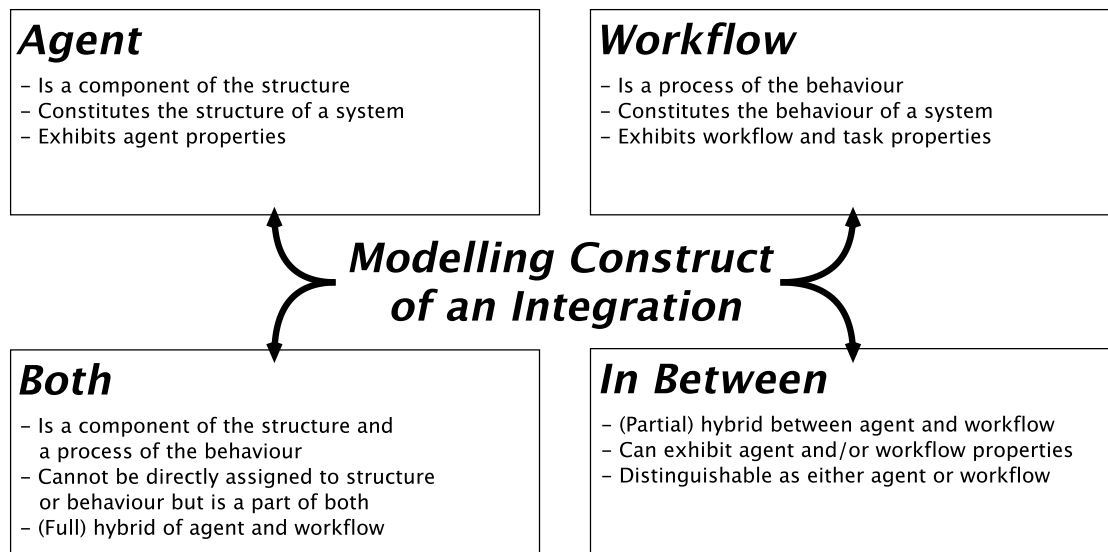 Agent
– Is a component of the structure
– Constitutes the structure of a system
– Exhibits agent properties
Workflow
– Is a process of the behaviour
– Constitutes the behaviour of a system
– Exhibits workflow and task properties
Modelling Construct
of an Integration
Both
– Is a component of the structure and
a process of the behaviour
– Cannot be directly assigned to structure
or behaviour but is a part of both
– (Full) hybrid of agent and workflow
In Between
– (Partial) hybrid between agent and workflow
– Can exhibit agent and/or workflow properties
– Distinguishable as either agent or workflow